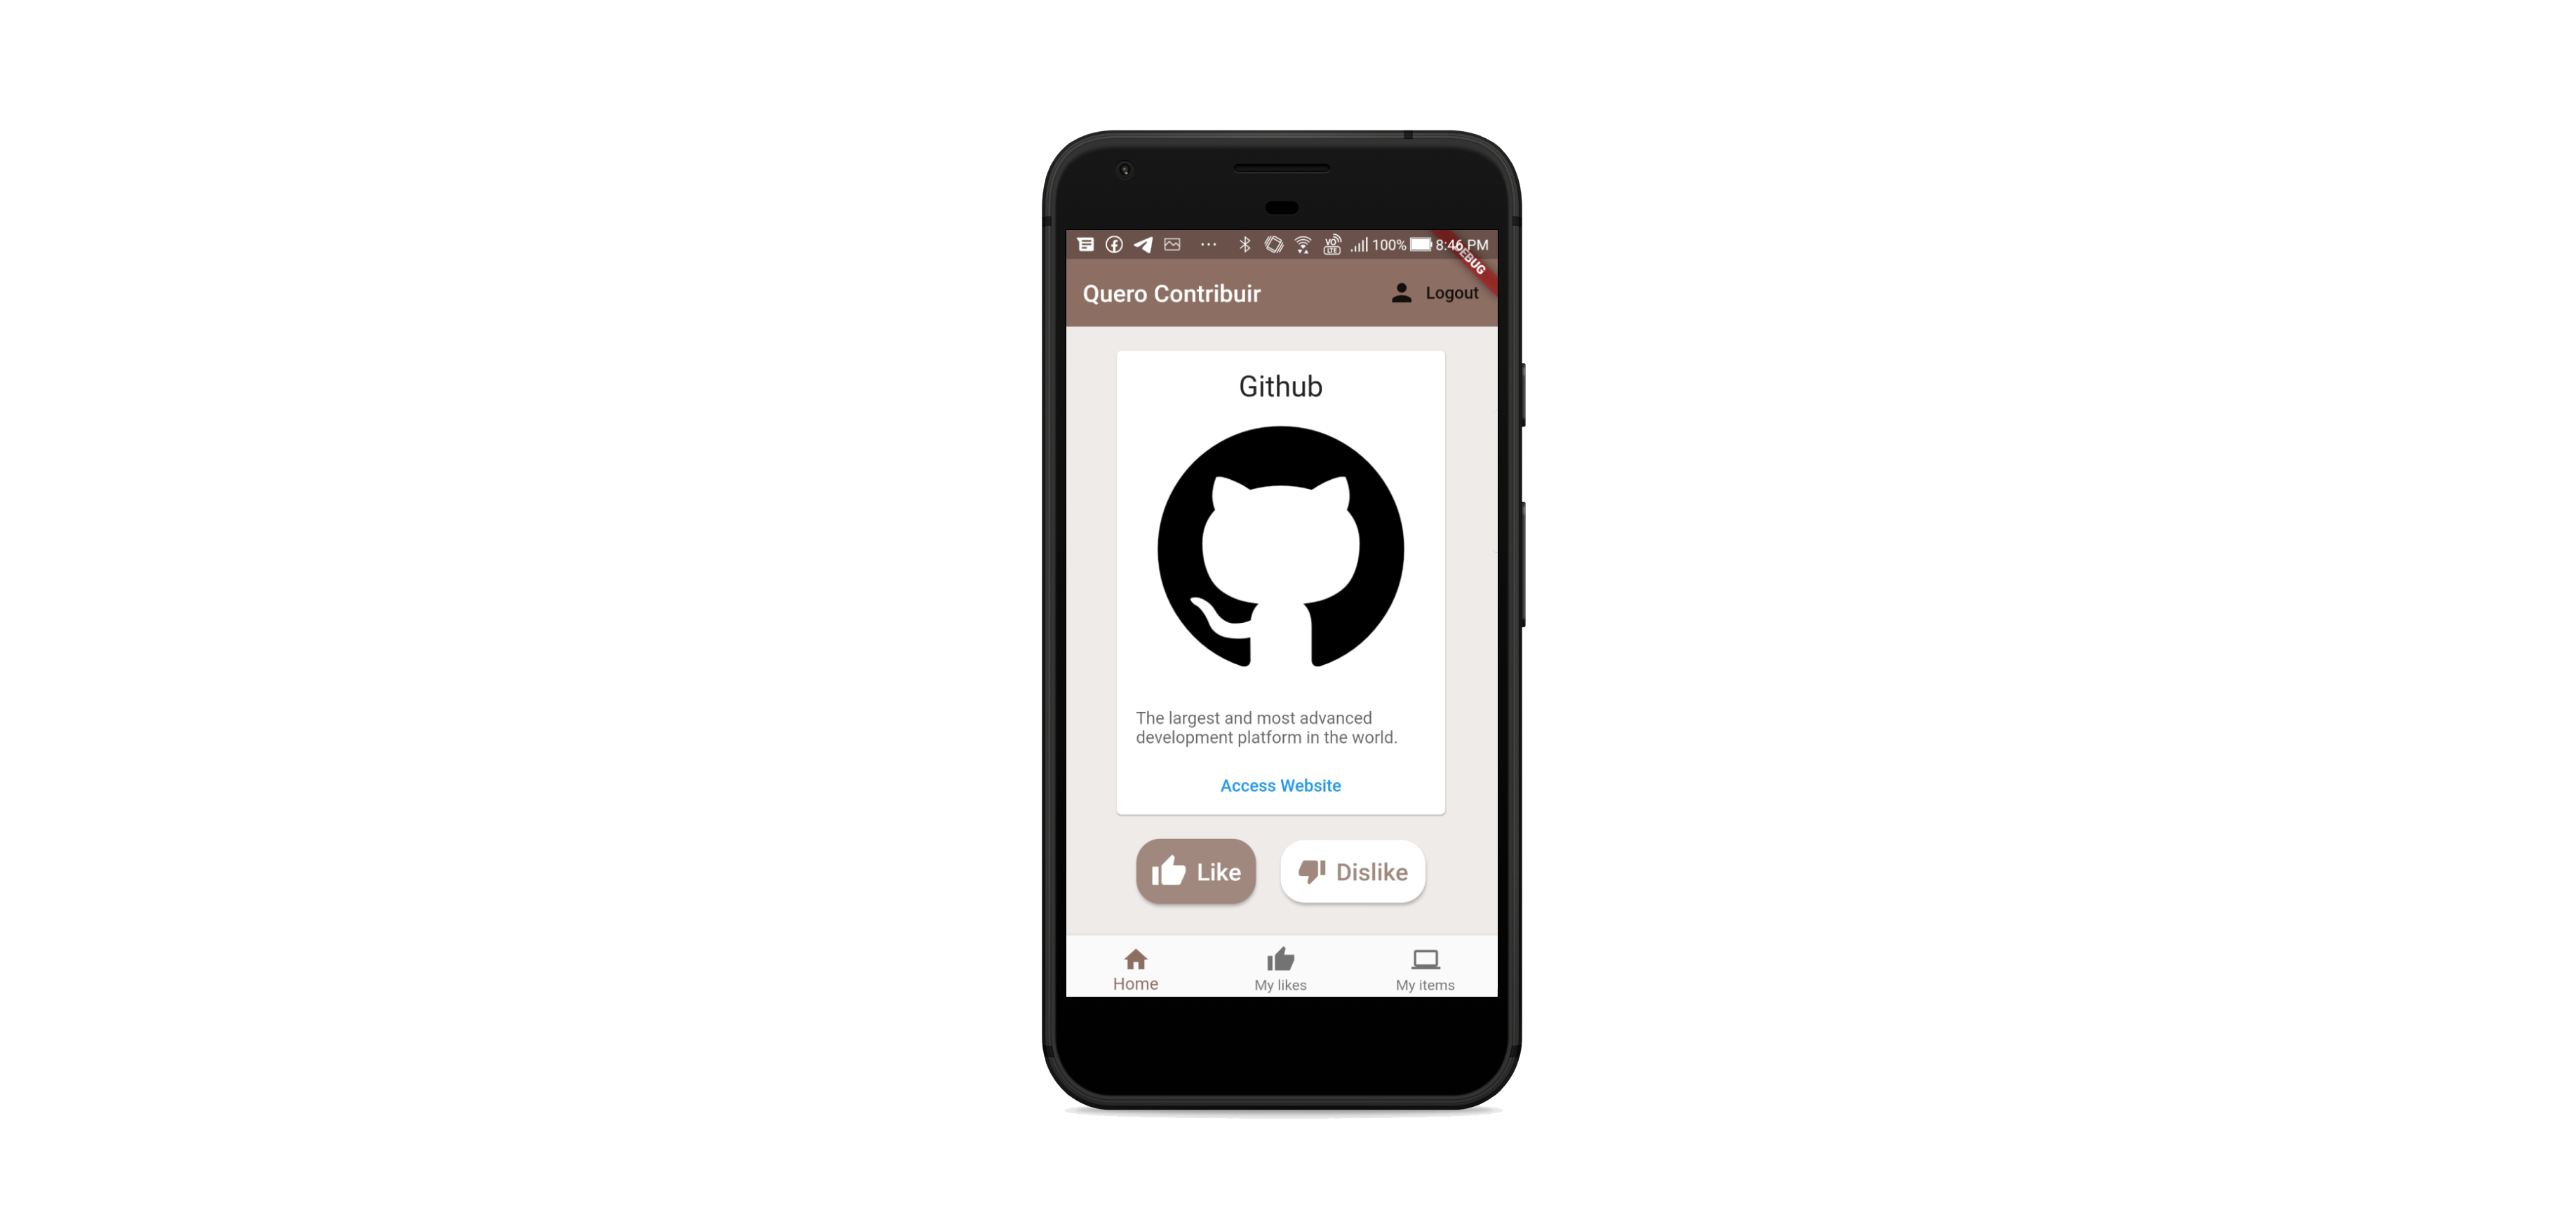 100% 8:46 PM
DEBUG
Quero Contribuir
Logout
Github
The largest and most advanced
development platform in the world.
Access Website
Like
Dislike
Home
My likes
My items